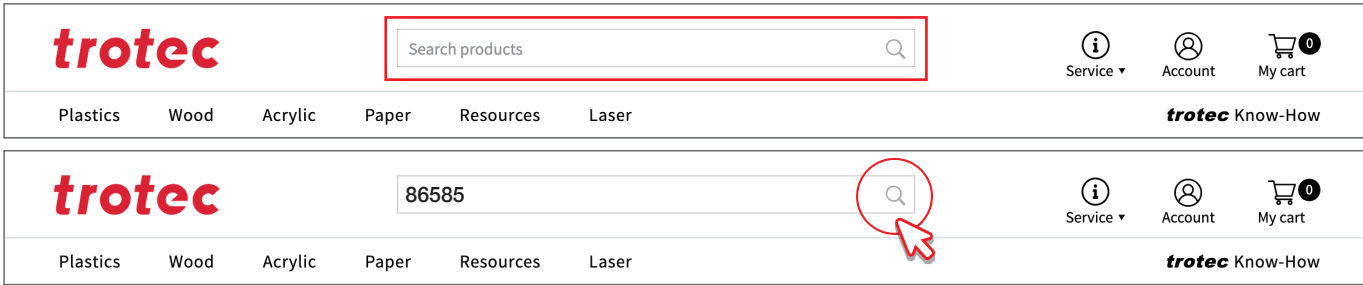 trotec Search products 0
Service ▾ Account My cart
Plastics Wood Acrylic Paper Resources Laser trotec Know-How
trotec 86585 0
Service ▾ Account My cart
Plastics Wood Acrylic Paper Resources Laser trotec Know-How